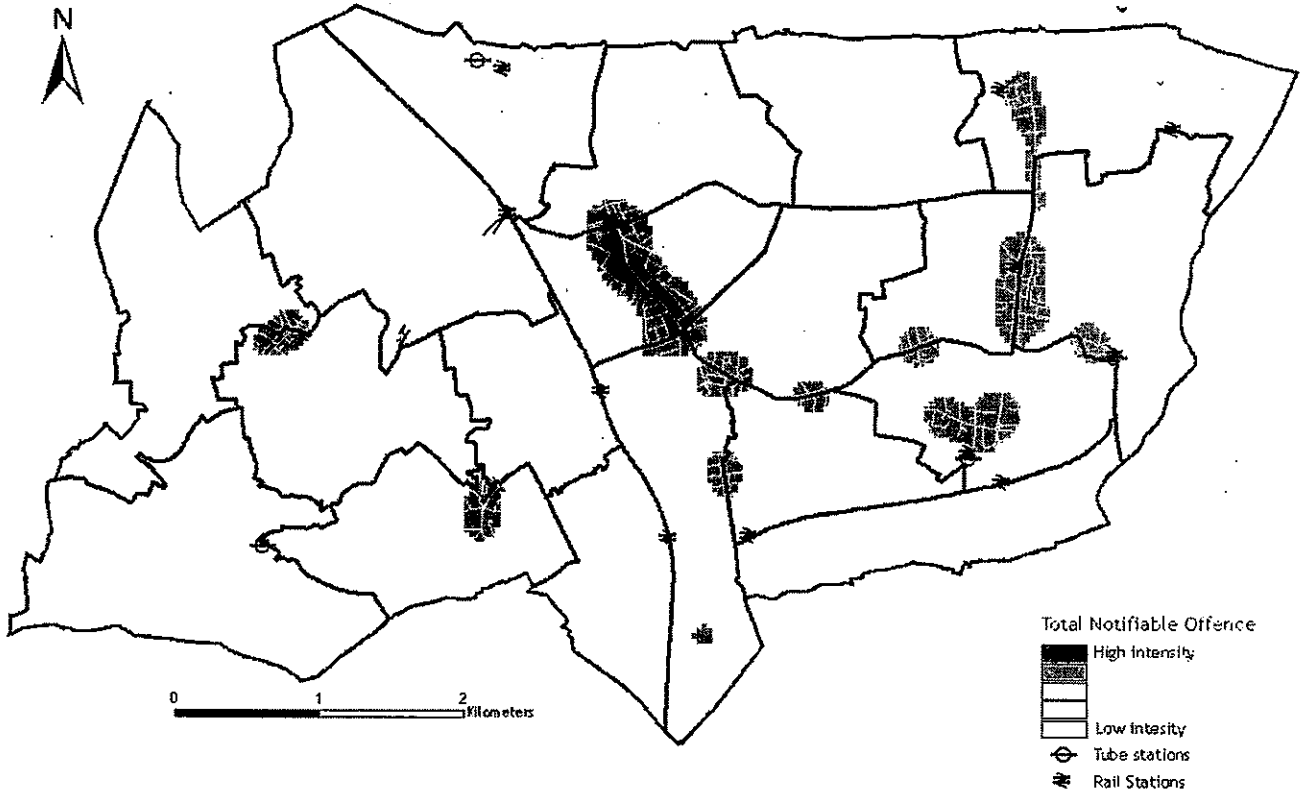 N
0 1 2
Kilometers
Total Notifiable Offence
High Intensity
Low Intesity
Tube stations
Rail Stations